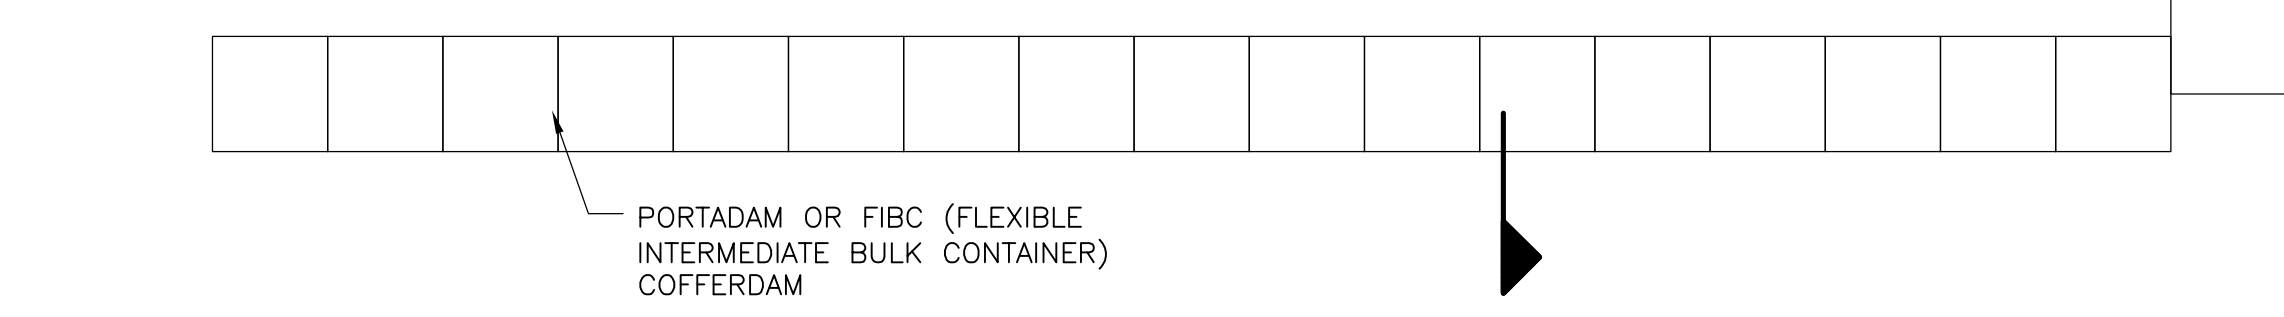 PORTADAM OR FIBC (FLEXIBLE
INTERMEDIATE BULK CONTAINER)
COFFERDAM